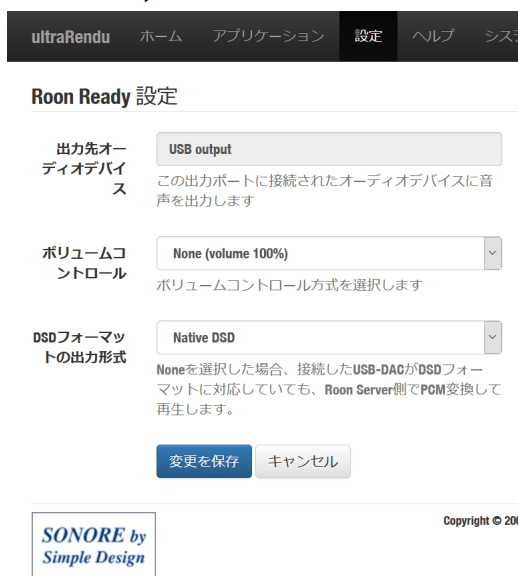 ultraRendu ホーム アプリケーション 設定 ヘルプ シス
Roon Ready 設定
出力先オー
ディオデバイ
ス
USB output
この出力ポートに接続されたオーディオデバイスに音
声を出力します
ボリュームコ
ントロール
None (volume 100%)
ボリュームコントロール方式を選択します
DSDフォーマッ
トの出力形式
Native DSD
Noneを選択した場合、接続したUSB-DACがDSDフォー
マットに対応していても、Roon Server側でPCM変換して
再生します。
変更を保存 キャンセル
SONORE by
Simple Design
Copyright © 200